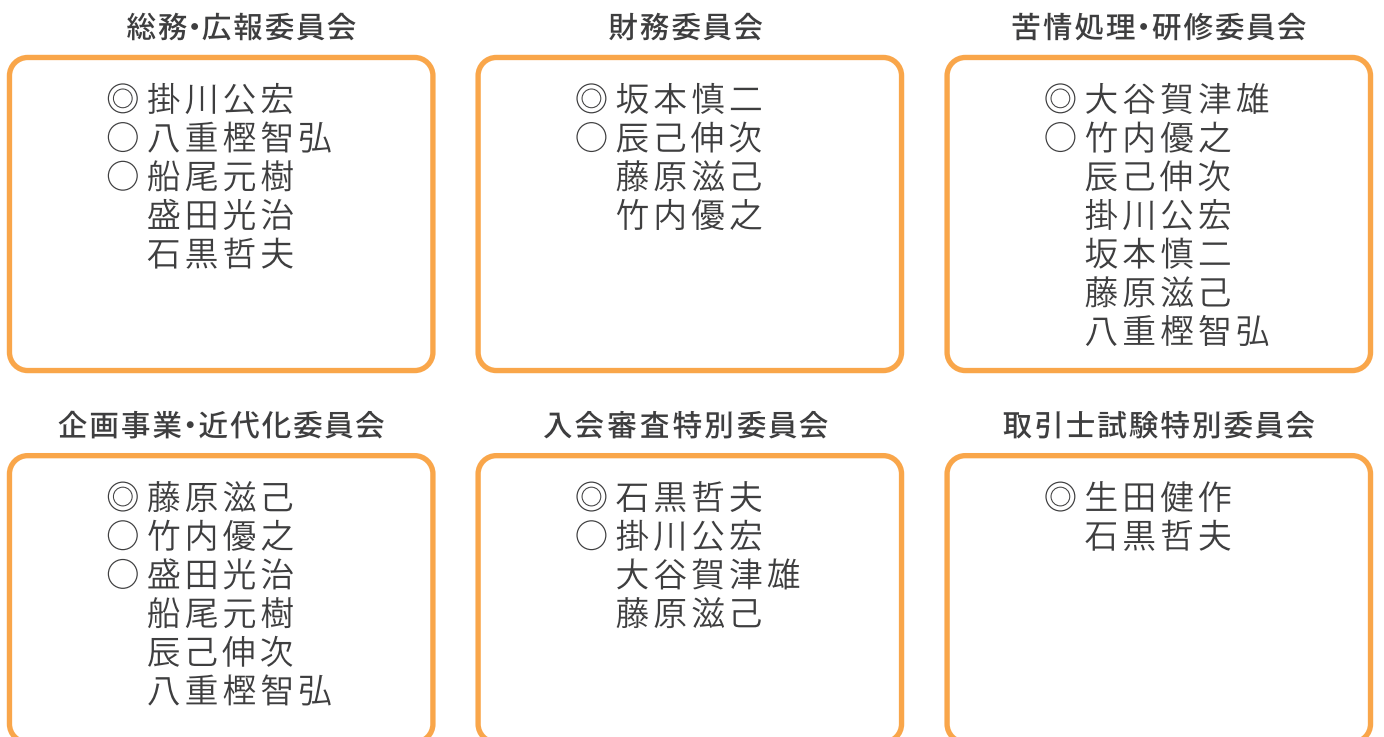 総務・広報委員会
◎掛川公宏
○八重樫智弘
○船尾元樹
盛田光治
石黒哲夫
財務委員会
◎坂本慎二
○辰己伸次
藤原滋己
竹内優之
苦情処理・研修委員会
◎大谷賀津雄
○竹内優之
辰己伸次
掛川公宏
坂本慎二
藤原滋己
八重樫智弘
企画事業・近代化委員会
◎藤原滋己
○竹内優之
○盛田光治
船尾元樹
辰己伸次
八重樫智弘
入会審査特別委員会
◎石黒哲夫
○掛川公宏
大谷賀津雄
藤原滋己
取引士試験特別委員会
◎生田健作
石黒哲夫